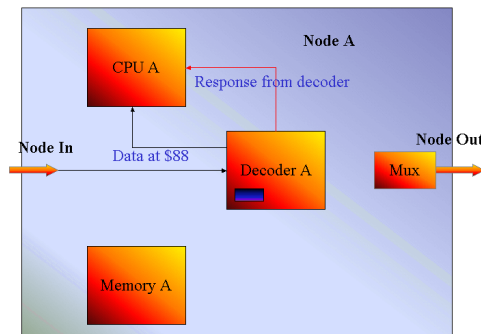 Node A
CPU A
Response from decoder
Node In
Node Out
Data at $88
Decoder A
Mux
Memory A